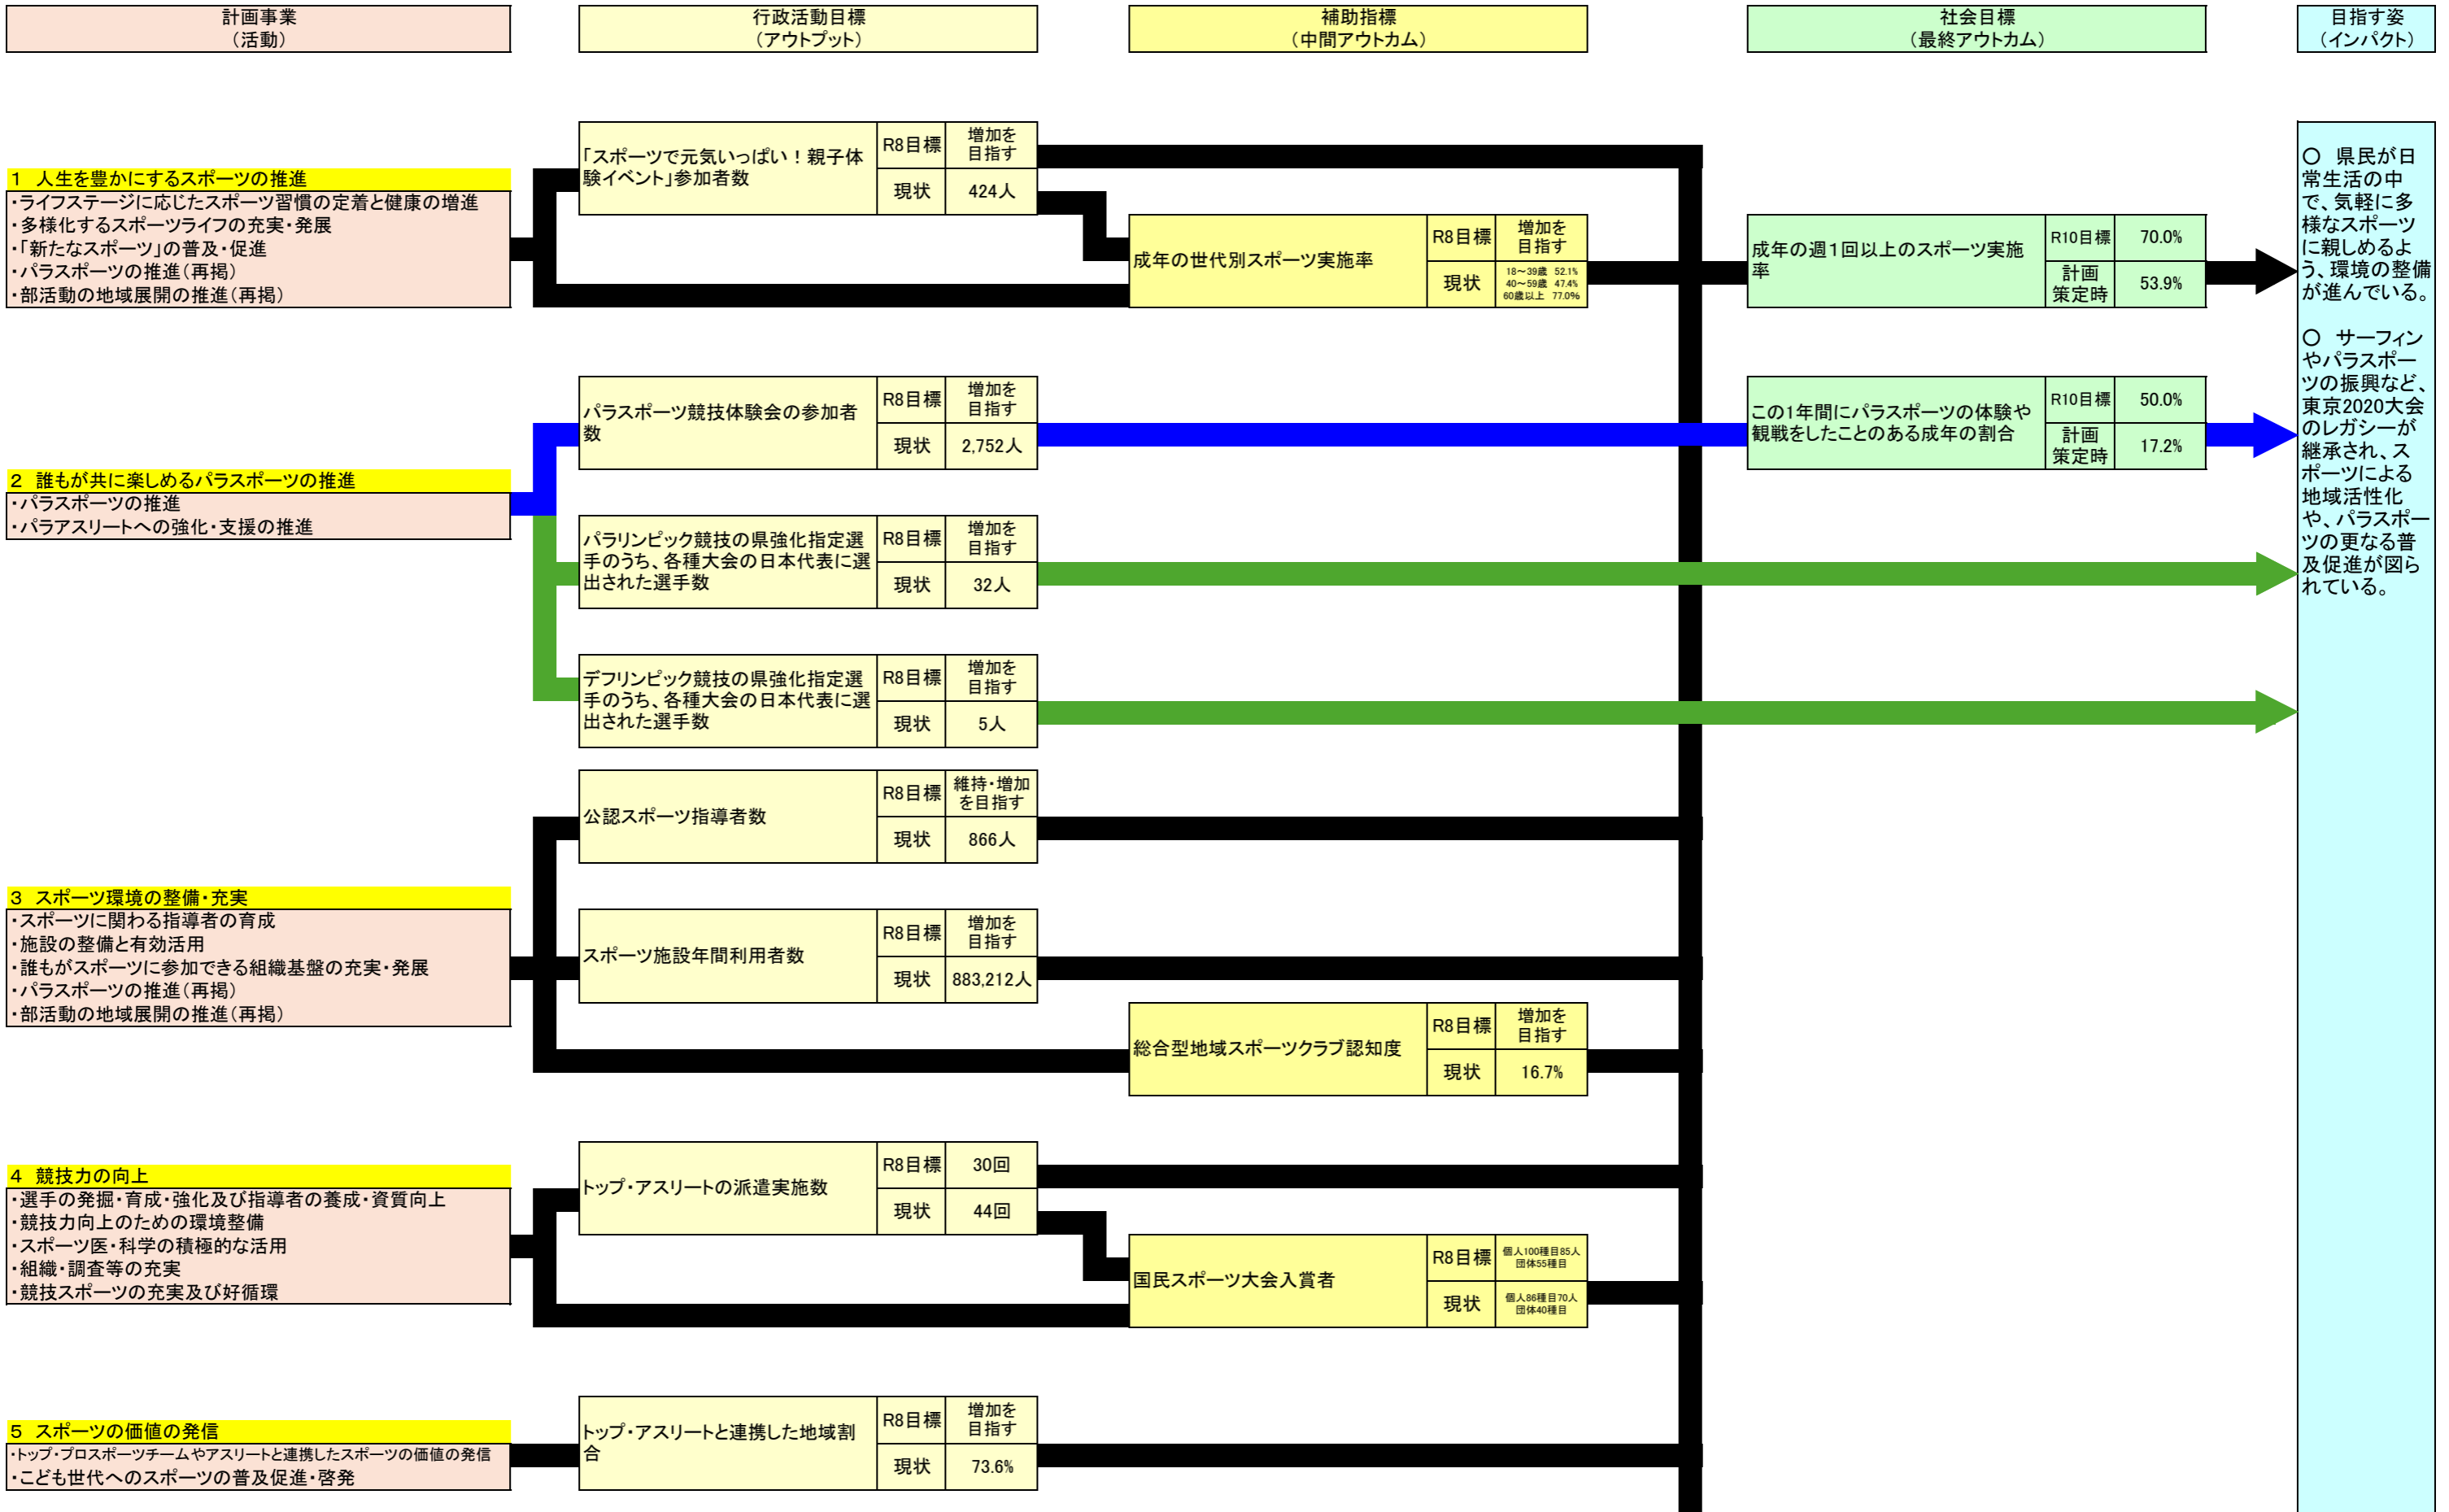 計画事業
（活動）
行政活動目標
（アウトプット）
補助指標
（中間アウトカム）
社会目標
（最終アウトカム）
目指す姿
（インパクト）
１　人生を豊かにするスポーツの推進
・ライフステージに応じたスポーツ習慣の定着と健康の増進
・多様化するスポーツライフの充実・発展
・「新たなスポーツ」の普及・促進
・パラスポーツの推進（再掲）
・部活動の地域展開の推進（再掲）
「スポーツで元気いっぱい！親子体
験イベント」参加者数
R8目標
増加を
目指す
現状
424人
成年の世代別スポーツ実施率
R8目標
増加を
目指す
現状
18～39歳 52.1%
40～59歳 47.4%
60歳以上 77.0%
成年の週１回以上のスポーツ実施
率
R10目標
70.0%
計画
策定時
53.9%
２　誰もが共に楽しめるパラスポーツの推進
・パラスポーツの推進
・パラアスリートへの強化・支援の推進
パラスポーツ競技体験会の参加者
数
R8目標
増加を
目指す
現状
2,752人
この1年間にパラスポーツの体験や
観戦をしたことのある成年の割合
R10目標
50.0%
計画
策定時
17.2%
パラリンピック競技の県強化指定選
手のうち、各種大会の日本代表に選
出された選手数
R8目標
増加を
目指す
現状
32人
デフリンピック競技の県強化指定選
手のうち、各種大会の日本代表に選
出された選手数
R8目標
増加を
目指す
現状
5人
３　スポーツ環境の整備・充実
・スポーツに関わる指導者の育成
・施設の整備と有効活用
・誰もがスポーツに参加できる組織基盤の充実・発展
・パラスポーツの推進（再掲）
・部活動の地域展開の推進（再掲）
公認スポーツ指導者数
R8目標
維持・増加
を目指す
現状
866人
スポーツ施設年間利用者数
R8目標
増加を
目指す
現状
883,212人
総合型地域スポーツクラブ認知度
R8目標
増加を
目指す
現状
16.7%
４　競技力の向上
・選手の発掘・育成・強化及び指導者の養成・資質向上
・競技力向上のための環境整備
・スポーツ医・科学の積極的な活用
・組織・調査等の充実
・競技スポーツの充実及び好循環
トップ・アスリートの派遣実施数
R8目標
30回
現状
44回
国民スポーツ大会入賞者
R8目標
個人100種目85人
団体55種目
現状
個人86種目70人
団体40種目
５　スポーツの価値の発信
・トップ・プロスポーツチームやアスリートと連携したスポーツの価値の発信
・こども世代へのスポーツの普及促進・啓発
トップ・アスリートと連携した地域割
合
R8目標
増加を
目指す
現状
73.6%
○　県民が日
常生活の中
で、気軽に多
様なスポーツ
に親しめるよ
う、環境の整備
が進んでいる。
○　サーフィン
やパラスポー
ツの振興など、
東京2020大会
のレガシーが
継承され、ス
ポーツによる
地域活性化
や、パラスポー
ツの更なる普
及促進が図ら
れている。